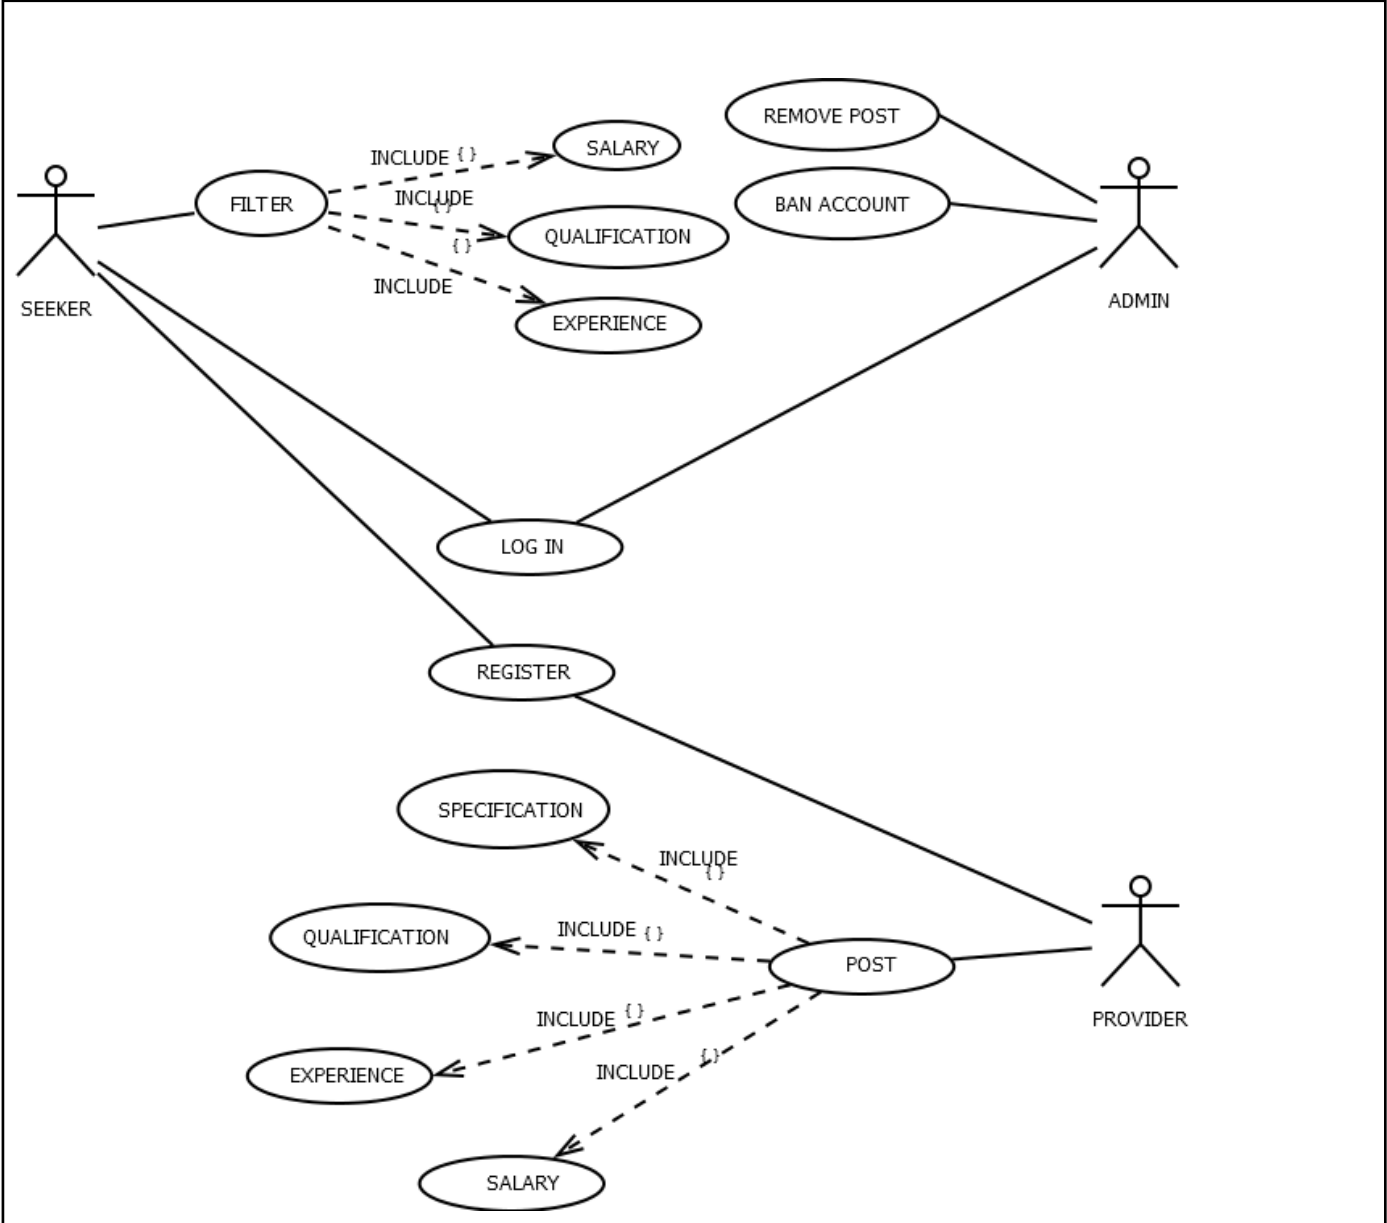 REMOVE POST
SALARY
INCLUDE { }
INCLUDE
{ }
FILTER
BAN ACCOUNT
QUALIFICATION
{ }
INCLUDE
SEEKER
ADMIN
EXPERIENCE
LOG IN
REGISTER
SPECIFICATION
INCLUDE
{ }
QUALIFICATION
INCLUDE { }
POST
INCLUDE { }
PROVIDER
EXPERIENCE
{ }
INCLUDE
SALARY